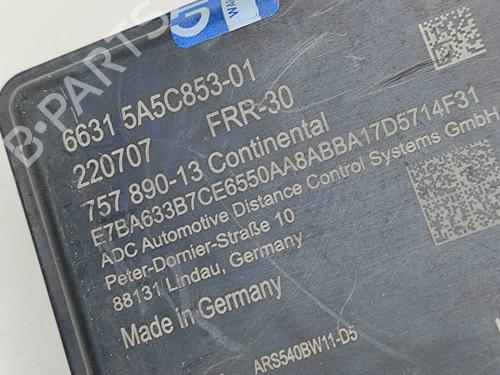 6631 5A5C853-01
220707 FRR-30
757 890-13 Continental
E7BA633B7CE6550AA8ABBA17D5714F31
ADC Automotive Distance Control Systems GmbH
Peter-Dornier-Straße 10
88131 Lindau, Germany
Made in Germany
ARS540BW11-D5